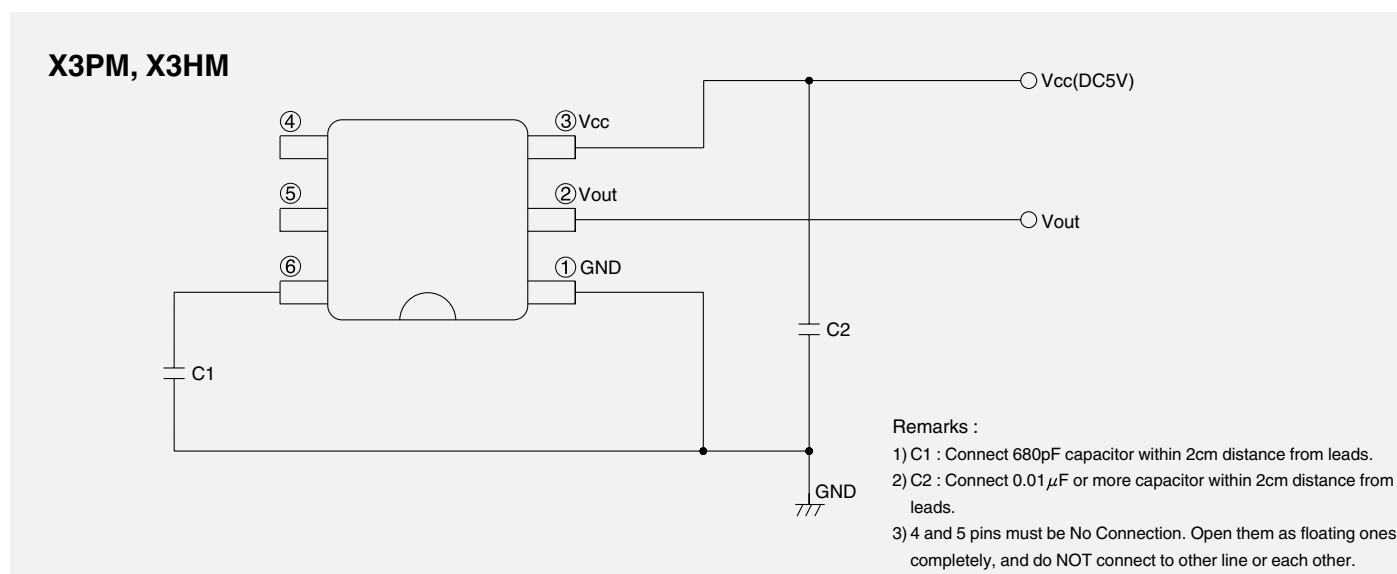 X3PM, X3HM
Vcc(DC5V)
④
③Vcc
⑤
②Vout
Vout
⑥
①GND
C2
C1
GND
Remarks :
1) C1 : Connect 680pF capacitor within 2cm distance from leads.
2) C2 : Connect 0.01μF or more capacitor within 2cm distance from
leads.
3) 4 and 5 pins must be No Connection. Open them as floating ones
completely, and do NOT connect to other line or each other.